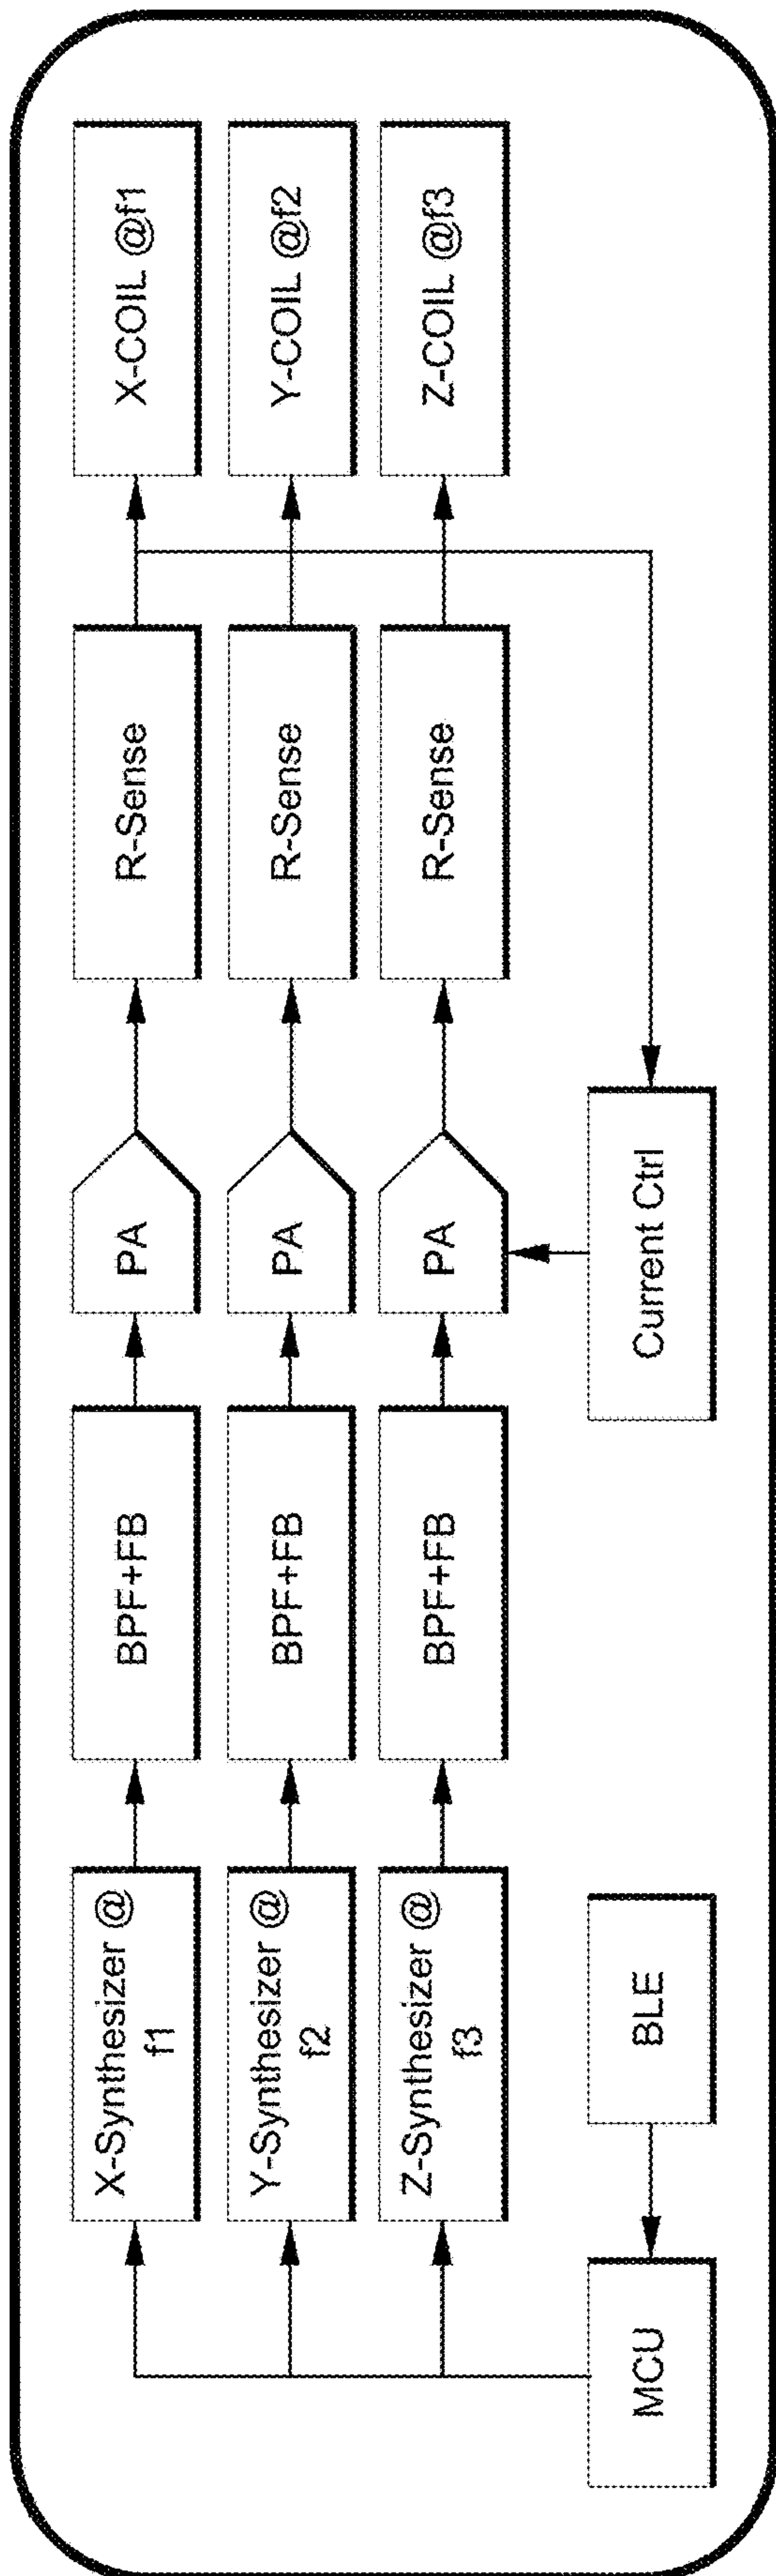 X-Synthesizer @
f1
BPF+FB
PA
R-Sense
X-COIL @f1
Y-Synthesizer @
f2
BPF+FB
PA
R-Sense
Y-COIL @f2
Z-Synthesizer @
f3
BPF+FB
PA
R-Sense
Z-COIL @f3
MCU
BLE
Current Ctrl